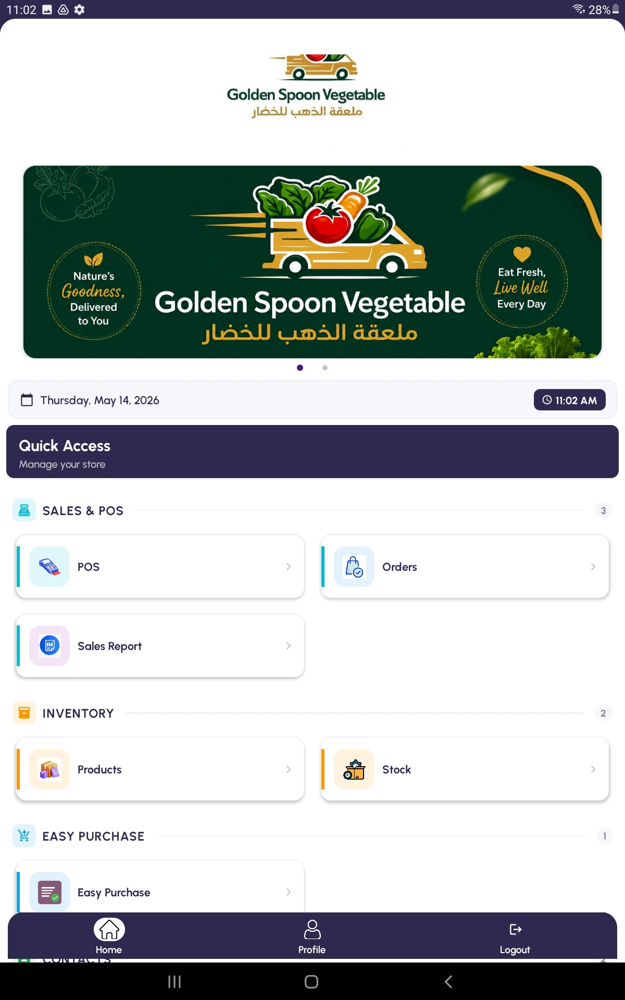 11:02
28%
Golden Spoon Vegetable
ملعقة الذهب للخضار
Nature's
Goodness,
Delivered
to You
Golden Spoon Vegetable
ملعقة الذهب للخضار
Eat Fresh,
Live Well
Every Day
Thursday, May 14, 2026
11:02 AM
Quick Access
Manage your store
SALES & POS
3
POS
Orders
Sales Report
INVENTORY
2
Products
Stock
EASY PURCHASE
1
Easy Purchase
Home
Profile
Logout
CONTACTS
2